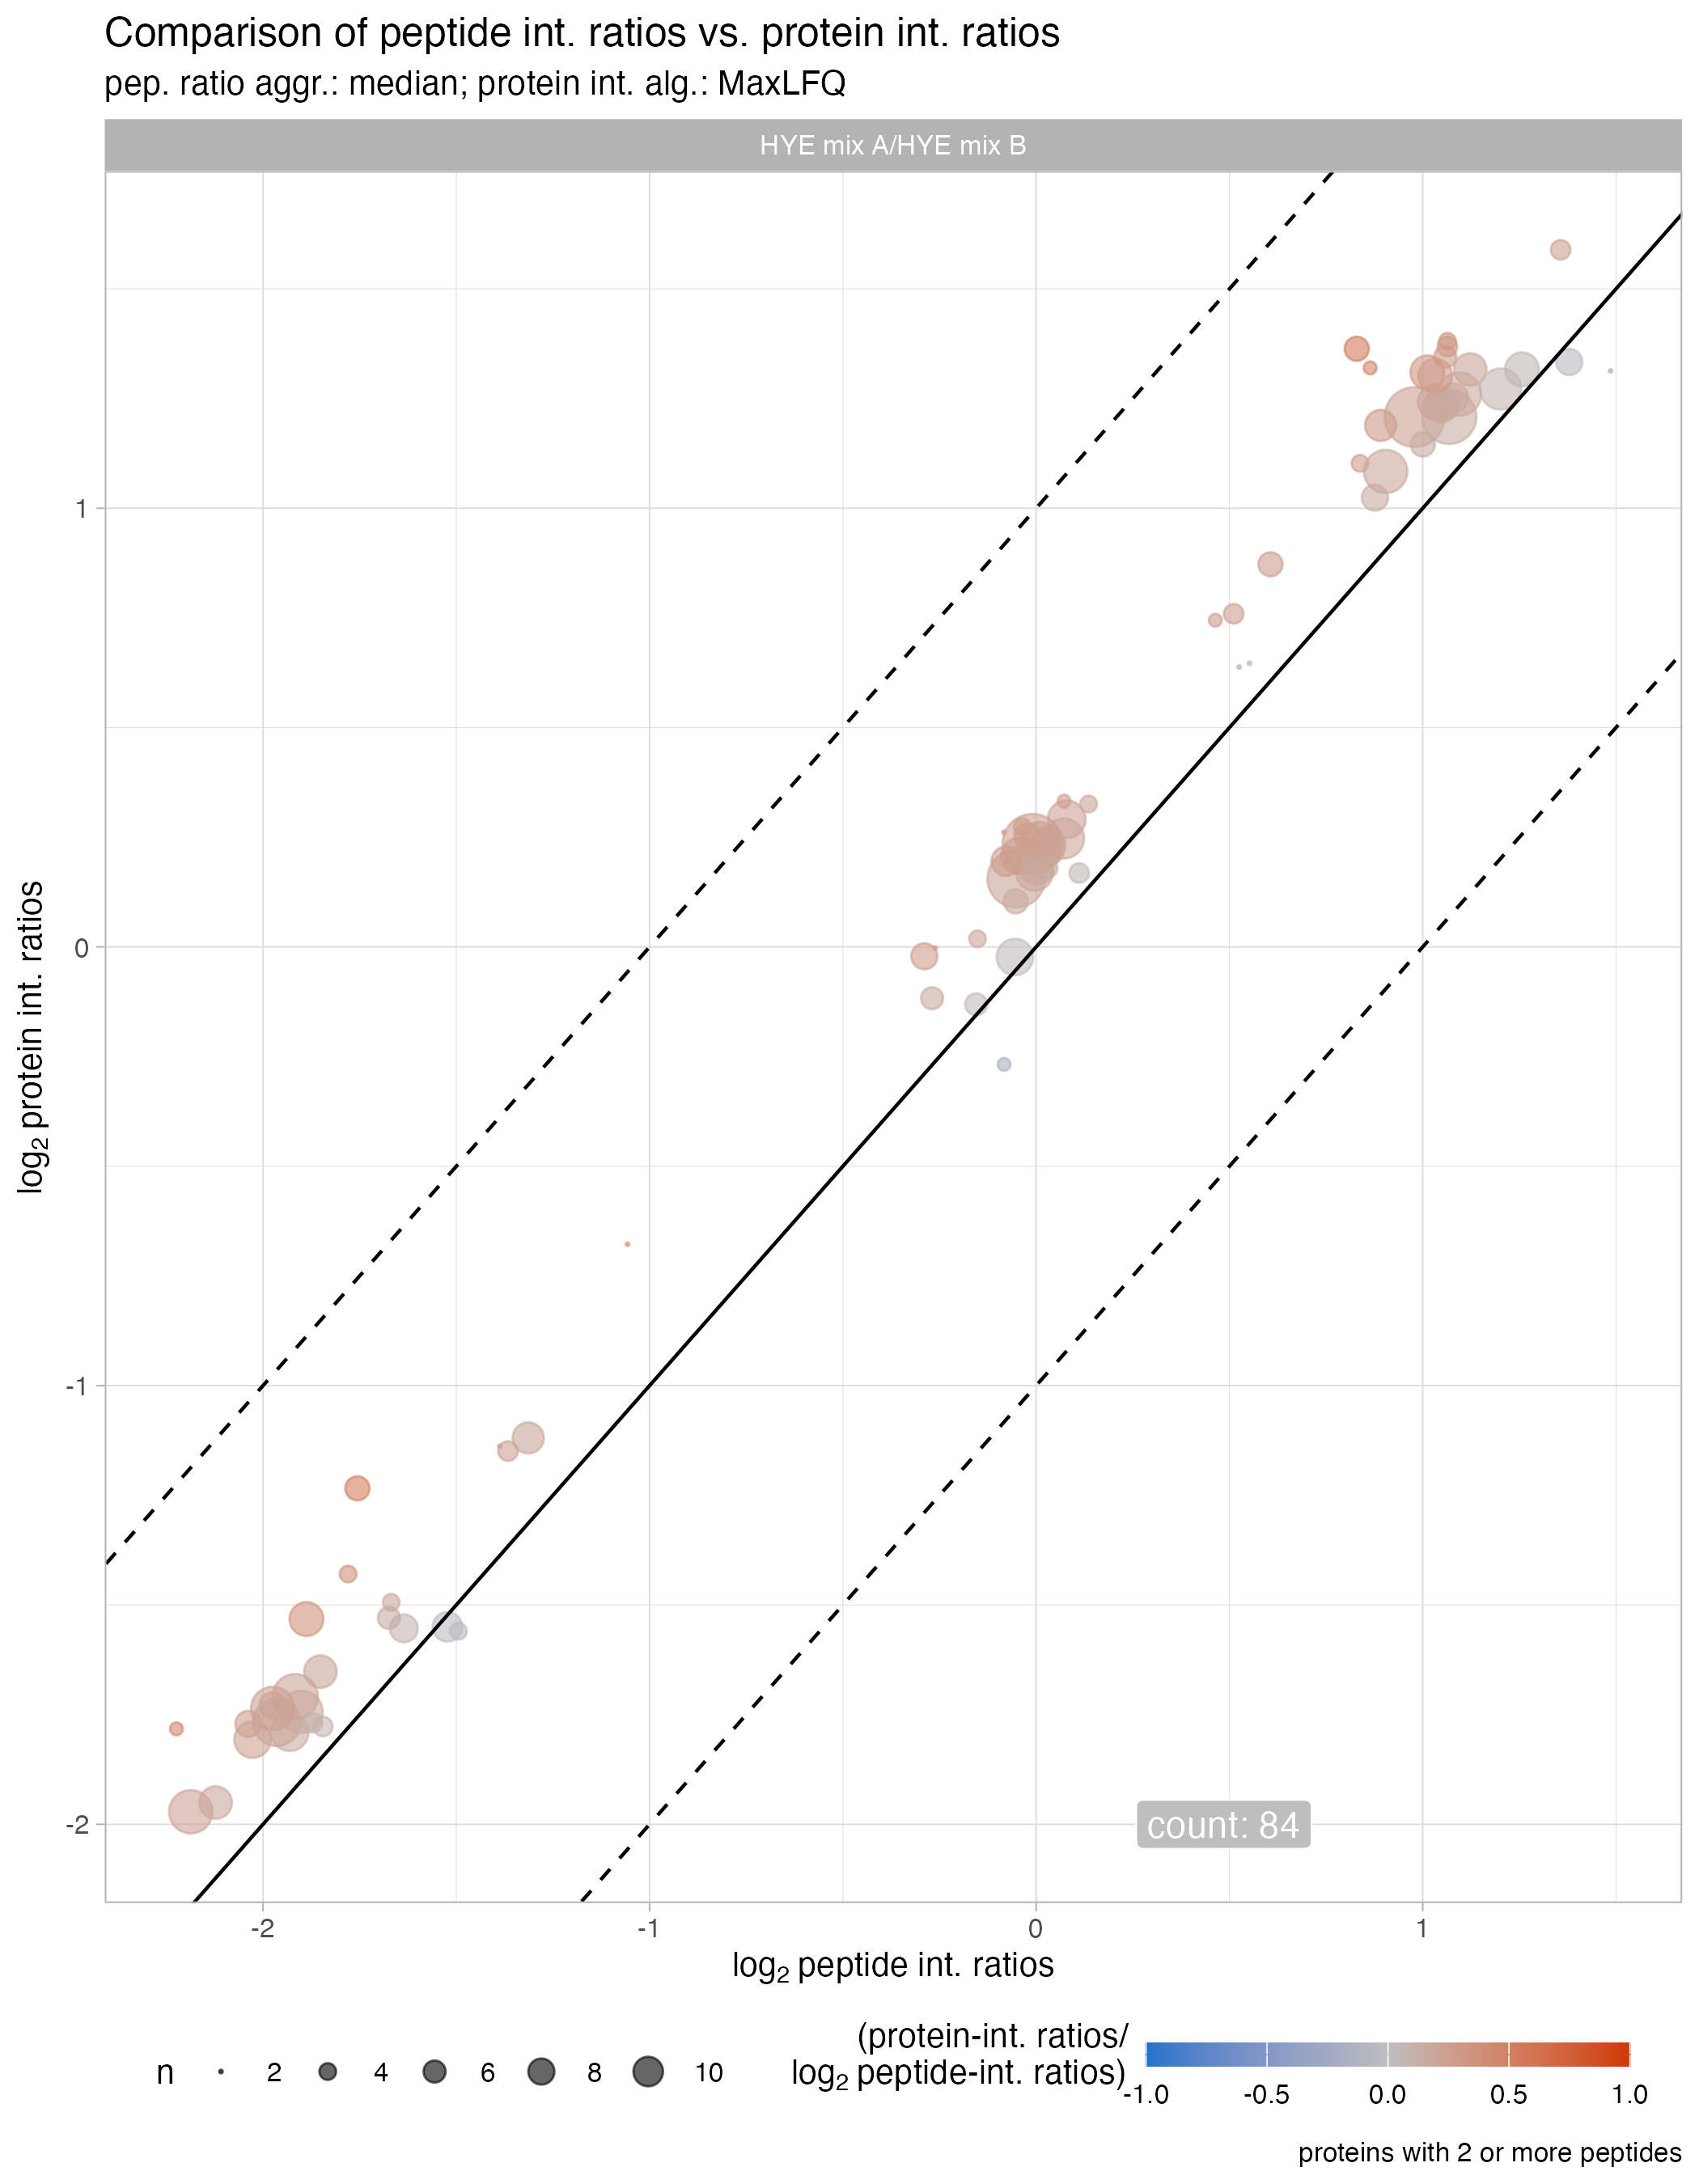 Comparison of peptide int. ratios vs. protein int. ratios
pep. ratio aggr.: median; protein int. alg.: MaxLFQ
HYE mix A/HYE mix B
1
0
-1
-2
log₂ protein int. ratios
count: 84
-2 -1 0 1
log₂ peptide int. ratios
n 2 4 6 8 10
(protein-int. ratios/
log₂ peptide-int. ratios)
-1.0 -0.5 0.0 0.5 1.0
proteins with 2 or more peptides